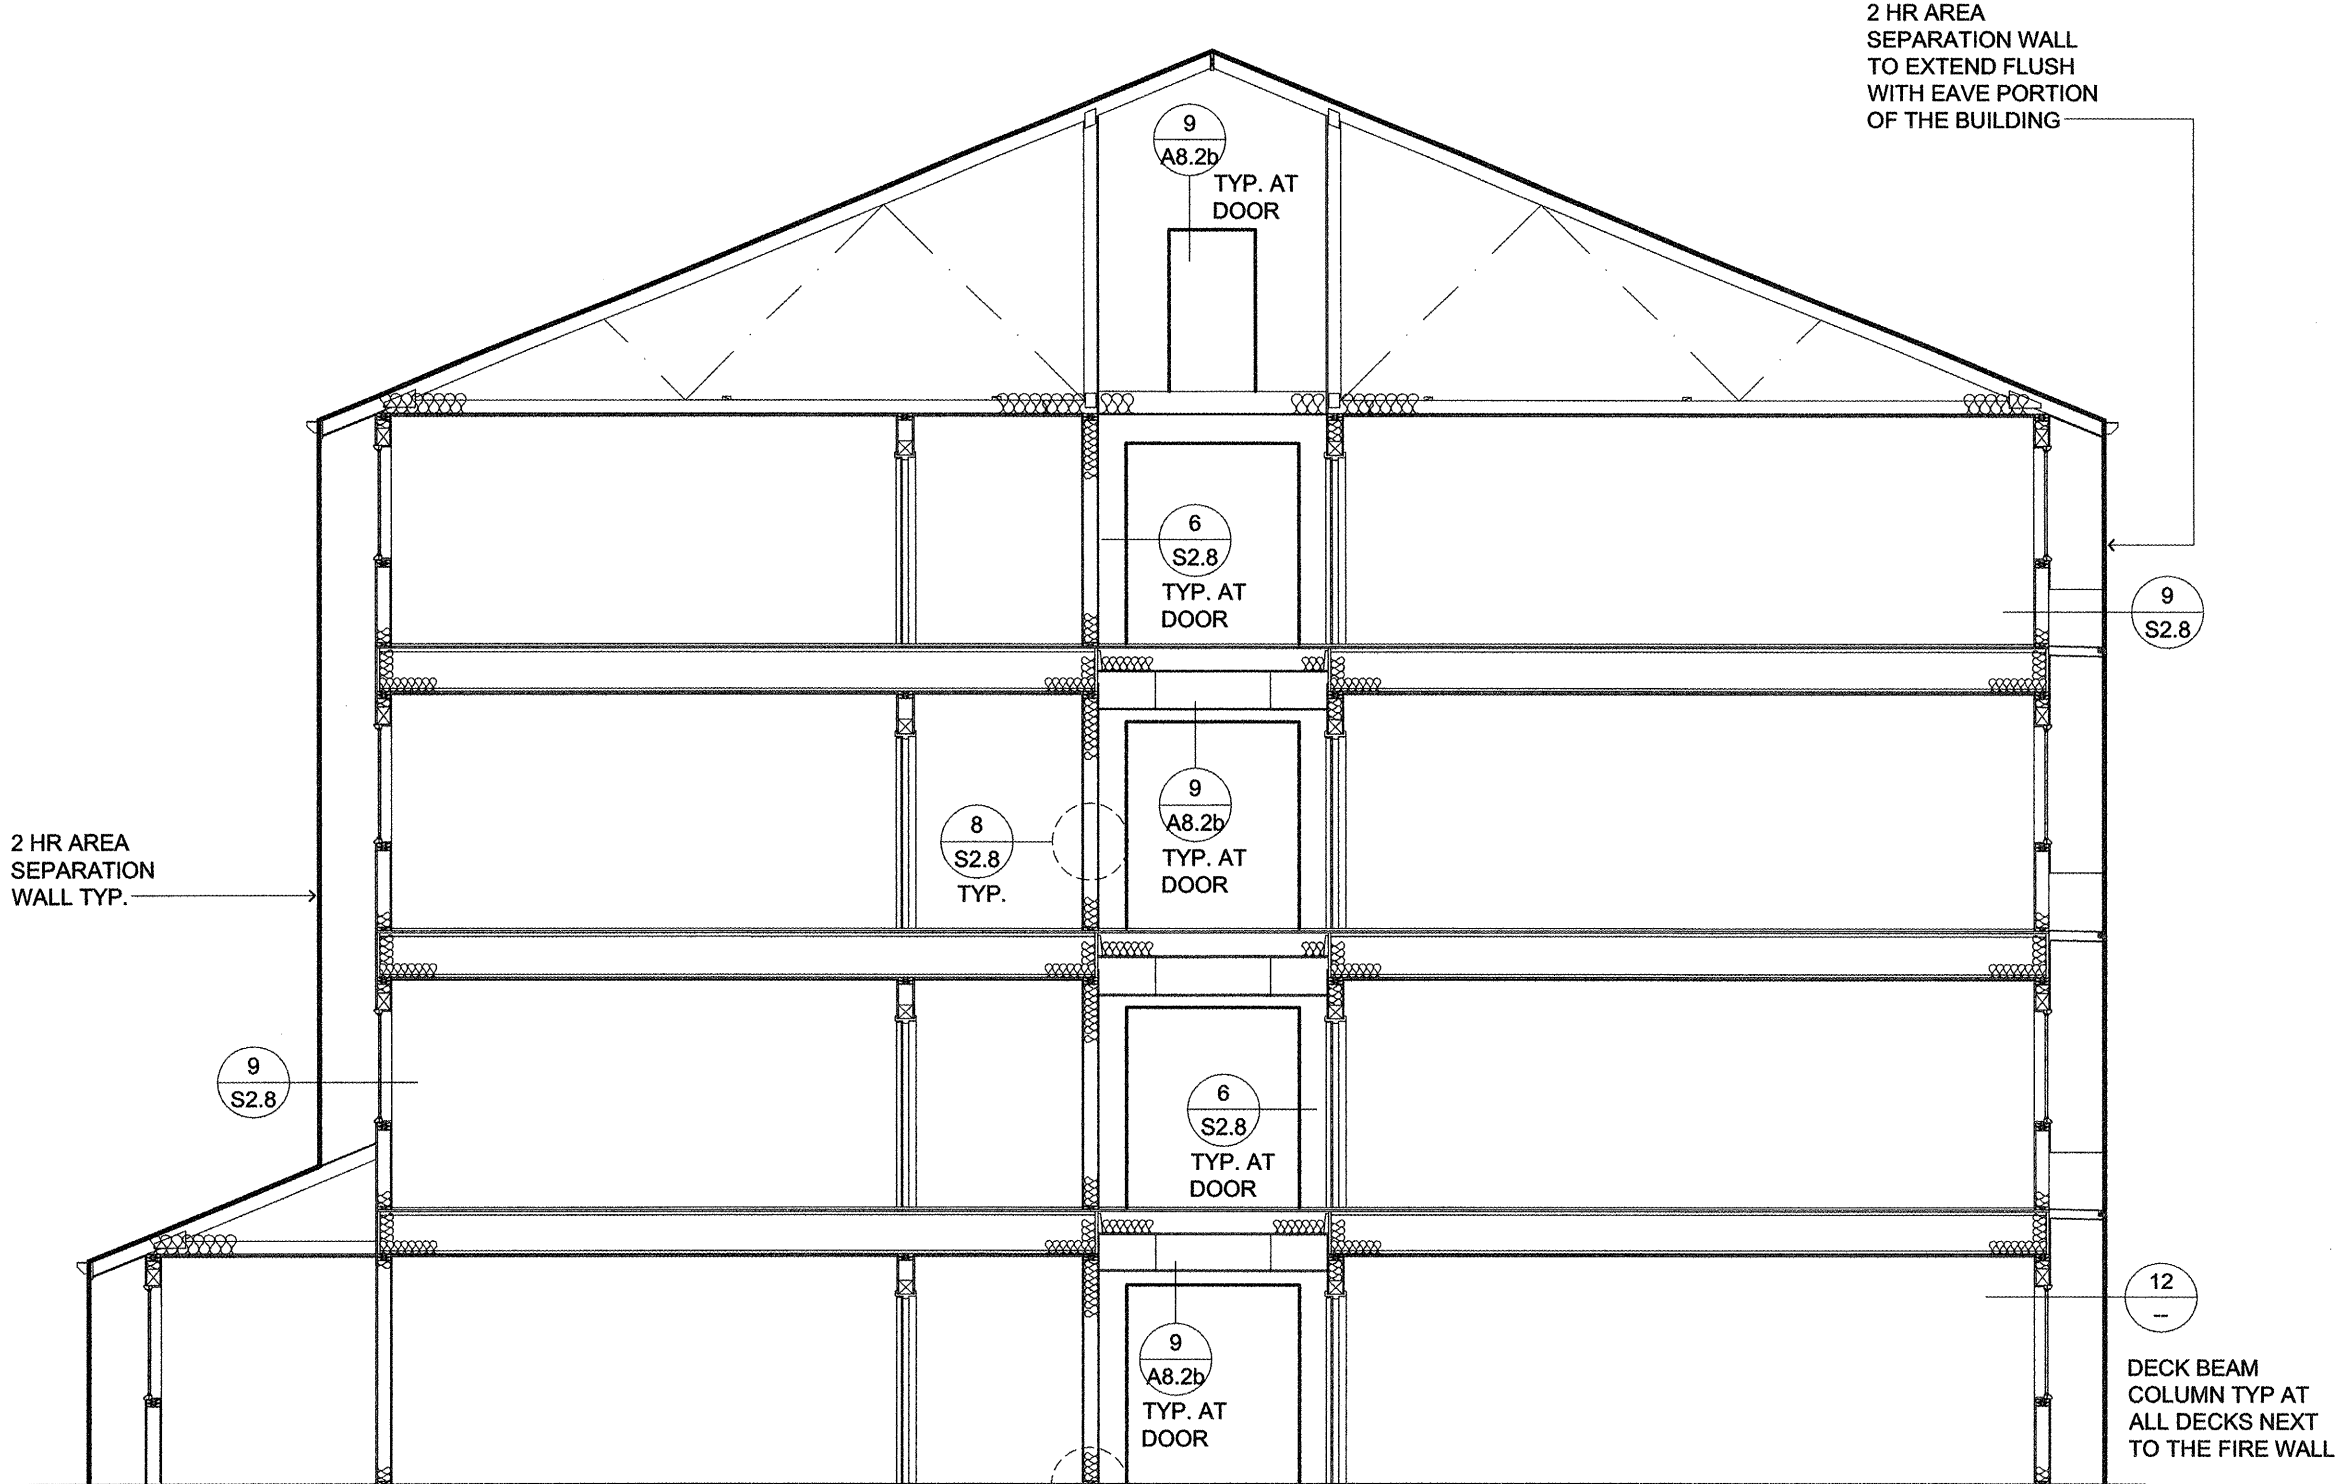 2 HR AREA
SEPARATION WALL
TO EXTEND FLUSH
WITH EAVE PORTION
OF THE BUILDING
9
A8.2b
TYP. AT
DOOR
6
S2.8
TYP. AT
DOOR
9
S2.8
9
A8.2b
TYP. AT
DOOR
8
S2.8
TYP.
2 HR AREA
SEPARATION
WALL TYP.
9
S2.8
6
S2.8
TYP. AT
DOOR
12
--
9
A8.2b
TYP. AT
DOOR
DECK BEAM
COLUMN TYP AT
ALL DECKS NEXT
TO THE FIRE WALL